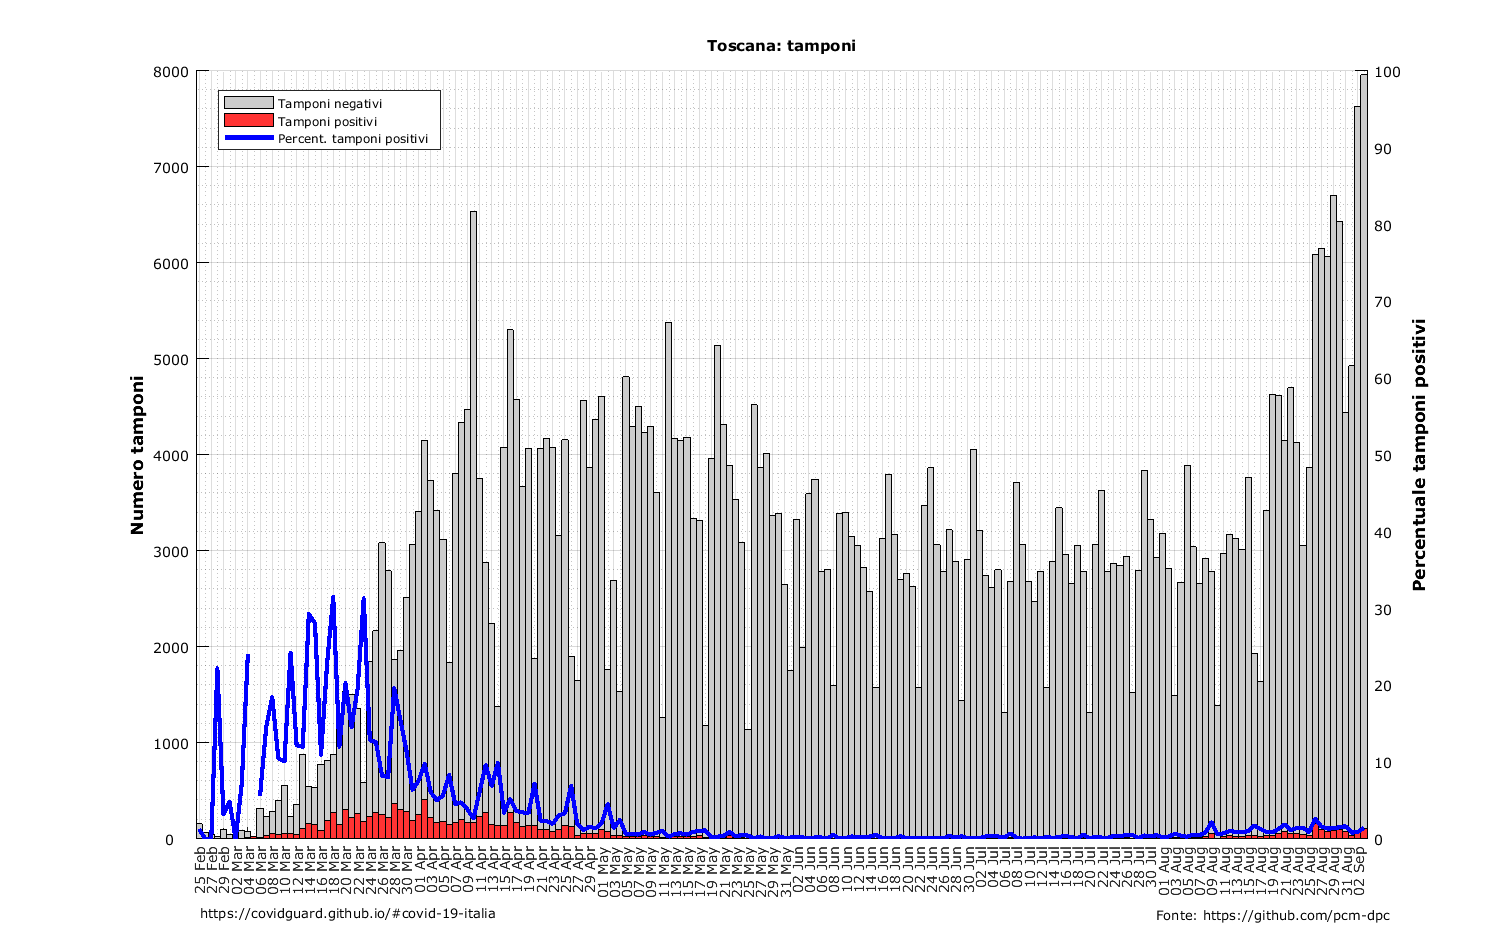 Toscana: tamponi
8000
7000
6000
5000
4000
3000
2000
1000
0
Numero tamponi
Tamponi negativi
Tamponi positivi
Percent. tamponi positivi
100
90
80
70
60
50
40
30
20
10
0
Percentuale tamponi positivi
25 Feb
27 Feb
29 Feb
02 Mar
04 Mar
06 Mar
08 Mar
10 Mar
12 Mar
14 Mar
16 Mar
18 Mar
20 Mar
22 Mar
24 Mar
26 Mar
28 Mar
30 Mar
01 Apr
03 Apr
05 Apr
07 Apr
09 Apr
11 Apr
13 Apr
15 Apr
17 Apr
19 Apr
21 Apr
23 Apr
25 Apr
27 Apr
29 Apr
01 May
03 May
05 May
07 May
09 May
11 May
13 May
15 May
17 May
19 May
21 May
23 May
25 May
27 May
29 May
31 May
02 Jun
04 Jun
06 Jun
08 Jun
10 Jun
12 Jun
14 Jun
16 Jun
18 Jun
20 Jun
22 Jun
24 Jun
26 Jun
28 Jun
30 Jun
02 Jul
04 Jul
06 Jul
08 Jul
10 Jul
12 Jul
14 Jul
16 Jul
18 Jul
20 Jul
22 Jul
24 Jul
26 Jul
28 Jul
30 Jul
01 Aug
03 Aug
05 Aug
07 Aug
09 Aug
11 Aug
13 Aug
15 Aug
17 Aug
19 Aug
21 Aug
23 Aug
25 Aug
27 Aug
29 Aug
31 Aug
02 Sep
https://covidguard.github.io/#covid-19-italia
Fonte: https://github.com/pcm-dpc